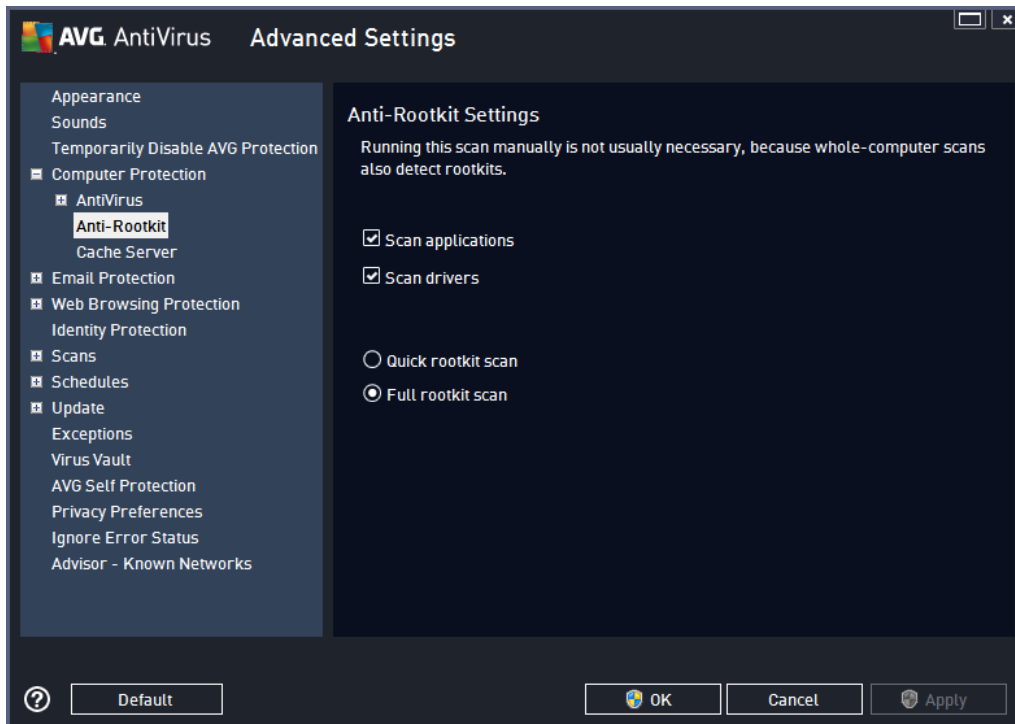 AVG. AntiVirus Advanced Settings
Appearance
Sounds
Temporarily Disable AVG Protection
Computer Protection
AntiVirus
Anti-Rootkit
Cache Server
Email Protection
Web Browsing Protection
Identity Protection
Scans
Schedules
Update
Exceptions
Virus Vault
AVG Self Protection
Privacy Preferences
Ignore Error Status
Advisor - Known Networks
Anti-Rootkit Settings
Running this scan manually is not usually necessary, because whole-computer scans
also detect rootkits.
Scan applications
Scan drivers
Quick rootkit scan
Full rootkit scan
Default
OK
Cancel
Apply